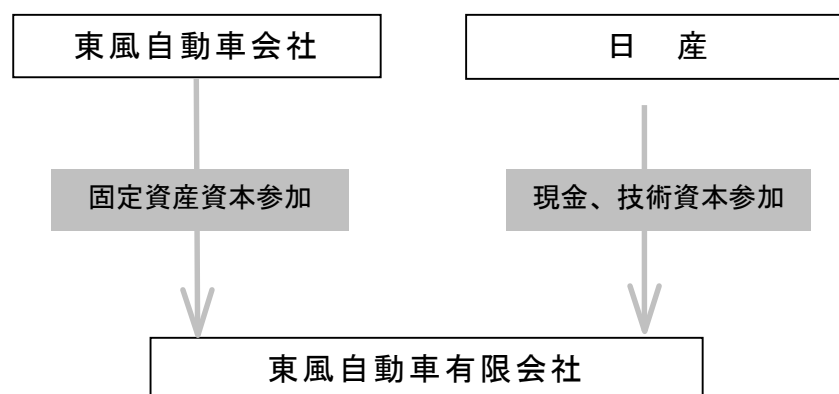 東風自動車会社
日　産
固定資産資本参加
現金、技術資本参加
東風自動車有限会社